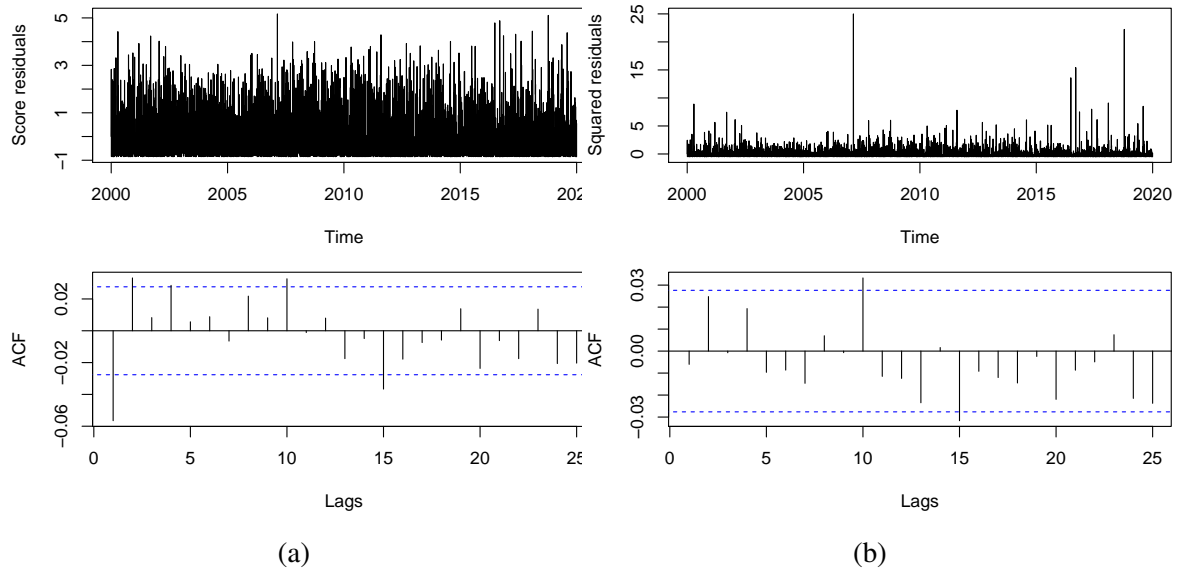 Score residuals
−1 1 3 5
2000 2005 2010 2015 202
Time
Squared residuals
0 5 15 25
2000 2005 2010 2015 2020
Time
ACF
−0.06 −0.02 0.02
0 5 10 15 20 25
Lags
(a)
ACF
−0.03 0.00 0.03
5 10 15 20 25
Lags
(b)